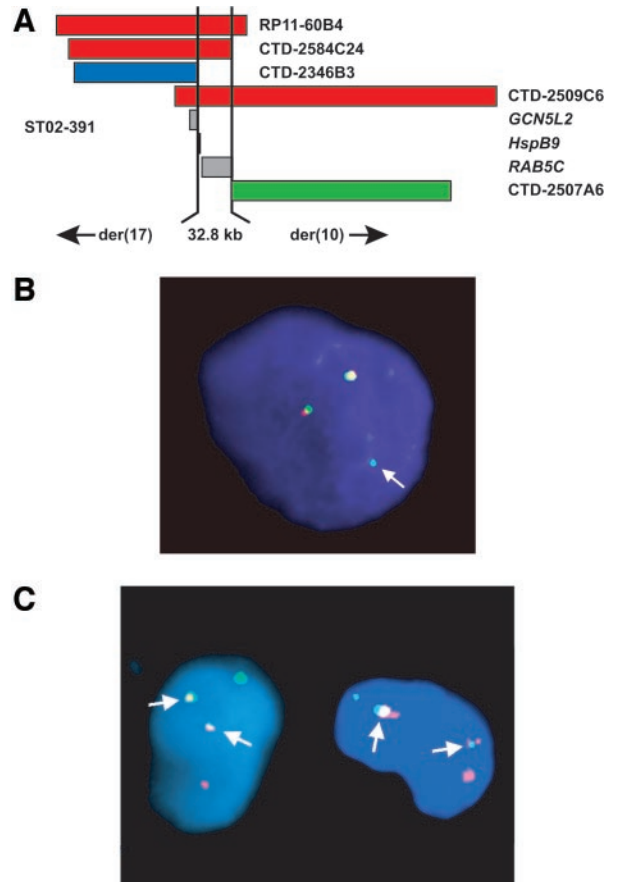 A
RP11-60B4
CTD-2584C24
CTD-2346B3
CTD-2509C6
ST02-391
GCN5L2
HspB9
RAB5C
CTD-2507A6
der(17)
32.8 kb
der(10)
B
C